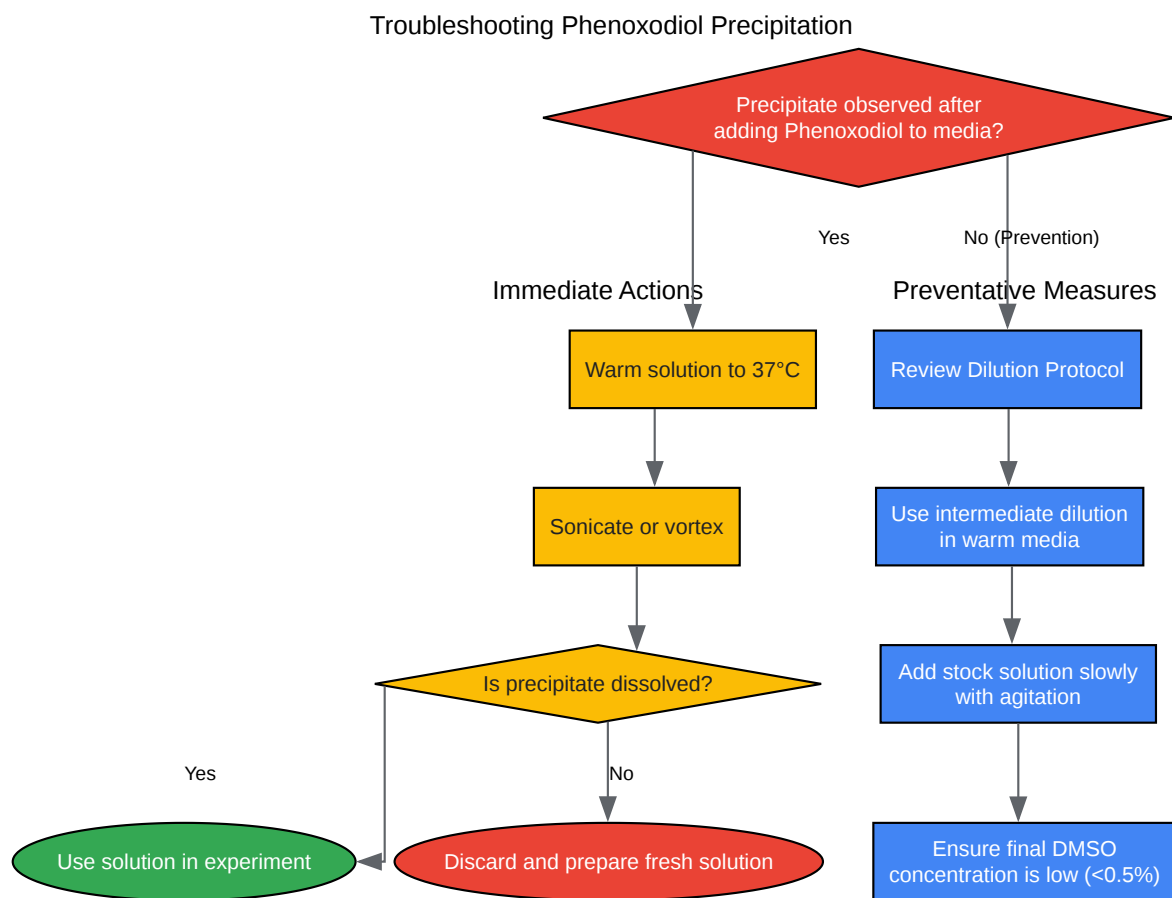 Troubleshooting Phenoxodiol Precipitation
Precipitate observed after
adding Phenoxodiol to media?
Yes
No (Prevention)
Immediate Actions
Preventative Measures
Warm solution to 37°C
Review Dilution Protocol
Sonicate or vortex
Use intermediate dilution
in warm media
Is precipitate dissolved?
Add stock solution slowly
with agitation
Yes
No
Use solution in experiment
Discard and prepare fresh solution
Ensure final DMSO
concentration is low (<0.5%)